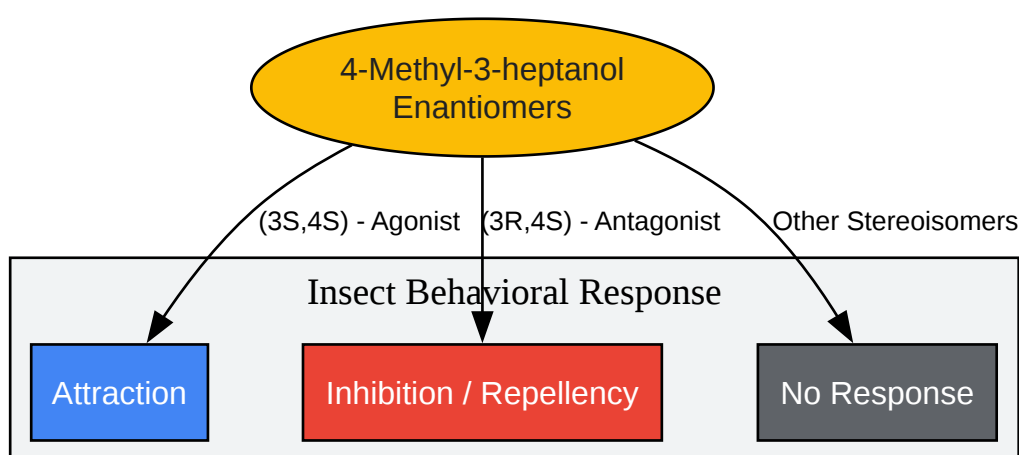 4-Methyl-3-heptanol
Enantiomers
(3S,4S) - Agonist
(3R,4S) - Antagonist
Other Stereoisomers
Insect Behavioral Response
Attraction
Inhibition / Repellency
No Response